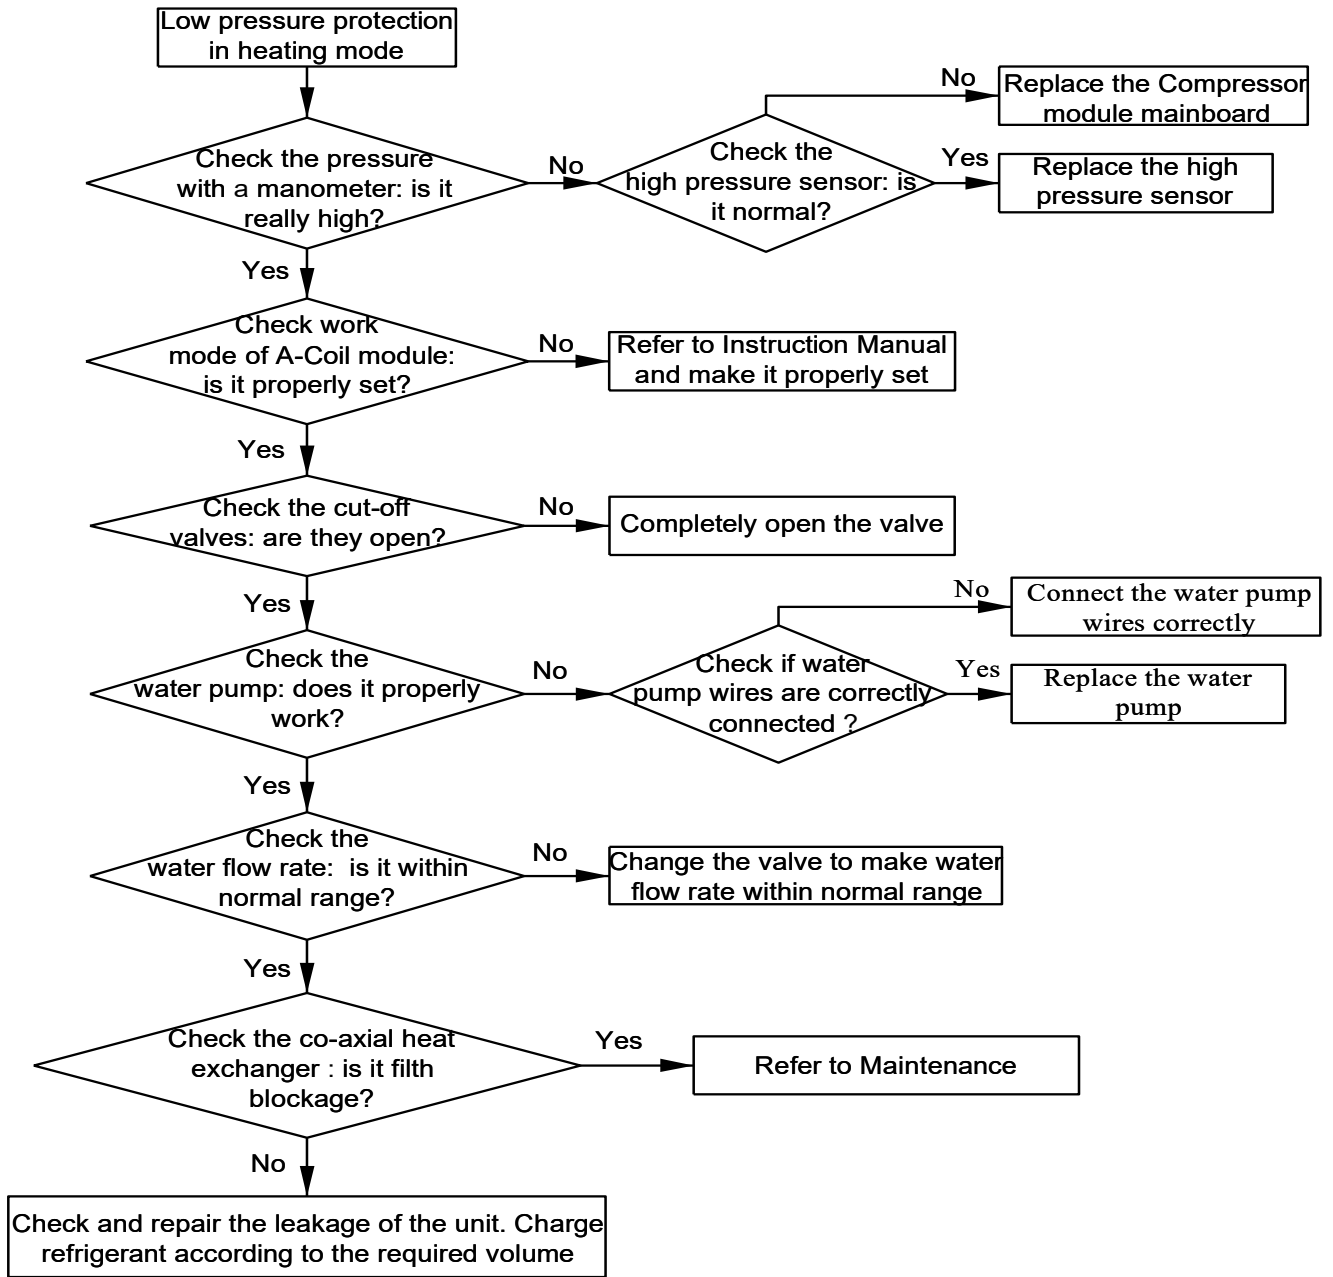 Low pressure protection
in heating mode
No
Replace the Compressor
module mainboard
Check the pressure
with a manometer: is it
really high?
No
Check the
high pressure sensor: is
it normal?
Yes
Replace the high
pressure sensor
Yes
Check work
mode of A-Coil module:
is it properly set?
No
Refer to Instruction Manual
and make it properly set
Yes
Check the cut-off
valves: are they open?
No
Completely open the valve
Yes
No
Connect the water pump
wires correctly
Check the
water pump: does it properly
work?
No
Check if water
pump wires are correctly
connected ?
Yes
Replace the water
pump
Yes
Check the
water flow rate:  is it within
normal range?
No
Change the valve to make water
flow rate within normal range
Yes
Check the co-axial heat
exchanger : is it filth
blockage?
Yes
Refer to Maintenance
No
Check and repair the leakage of the unit. Charge
refrigerant according to the required volume